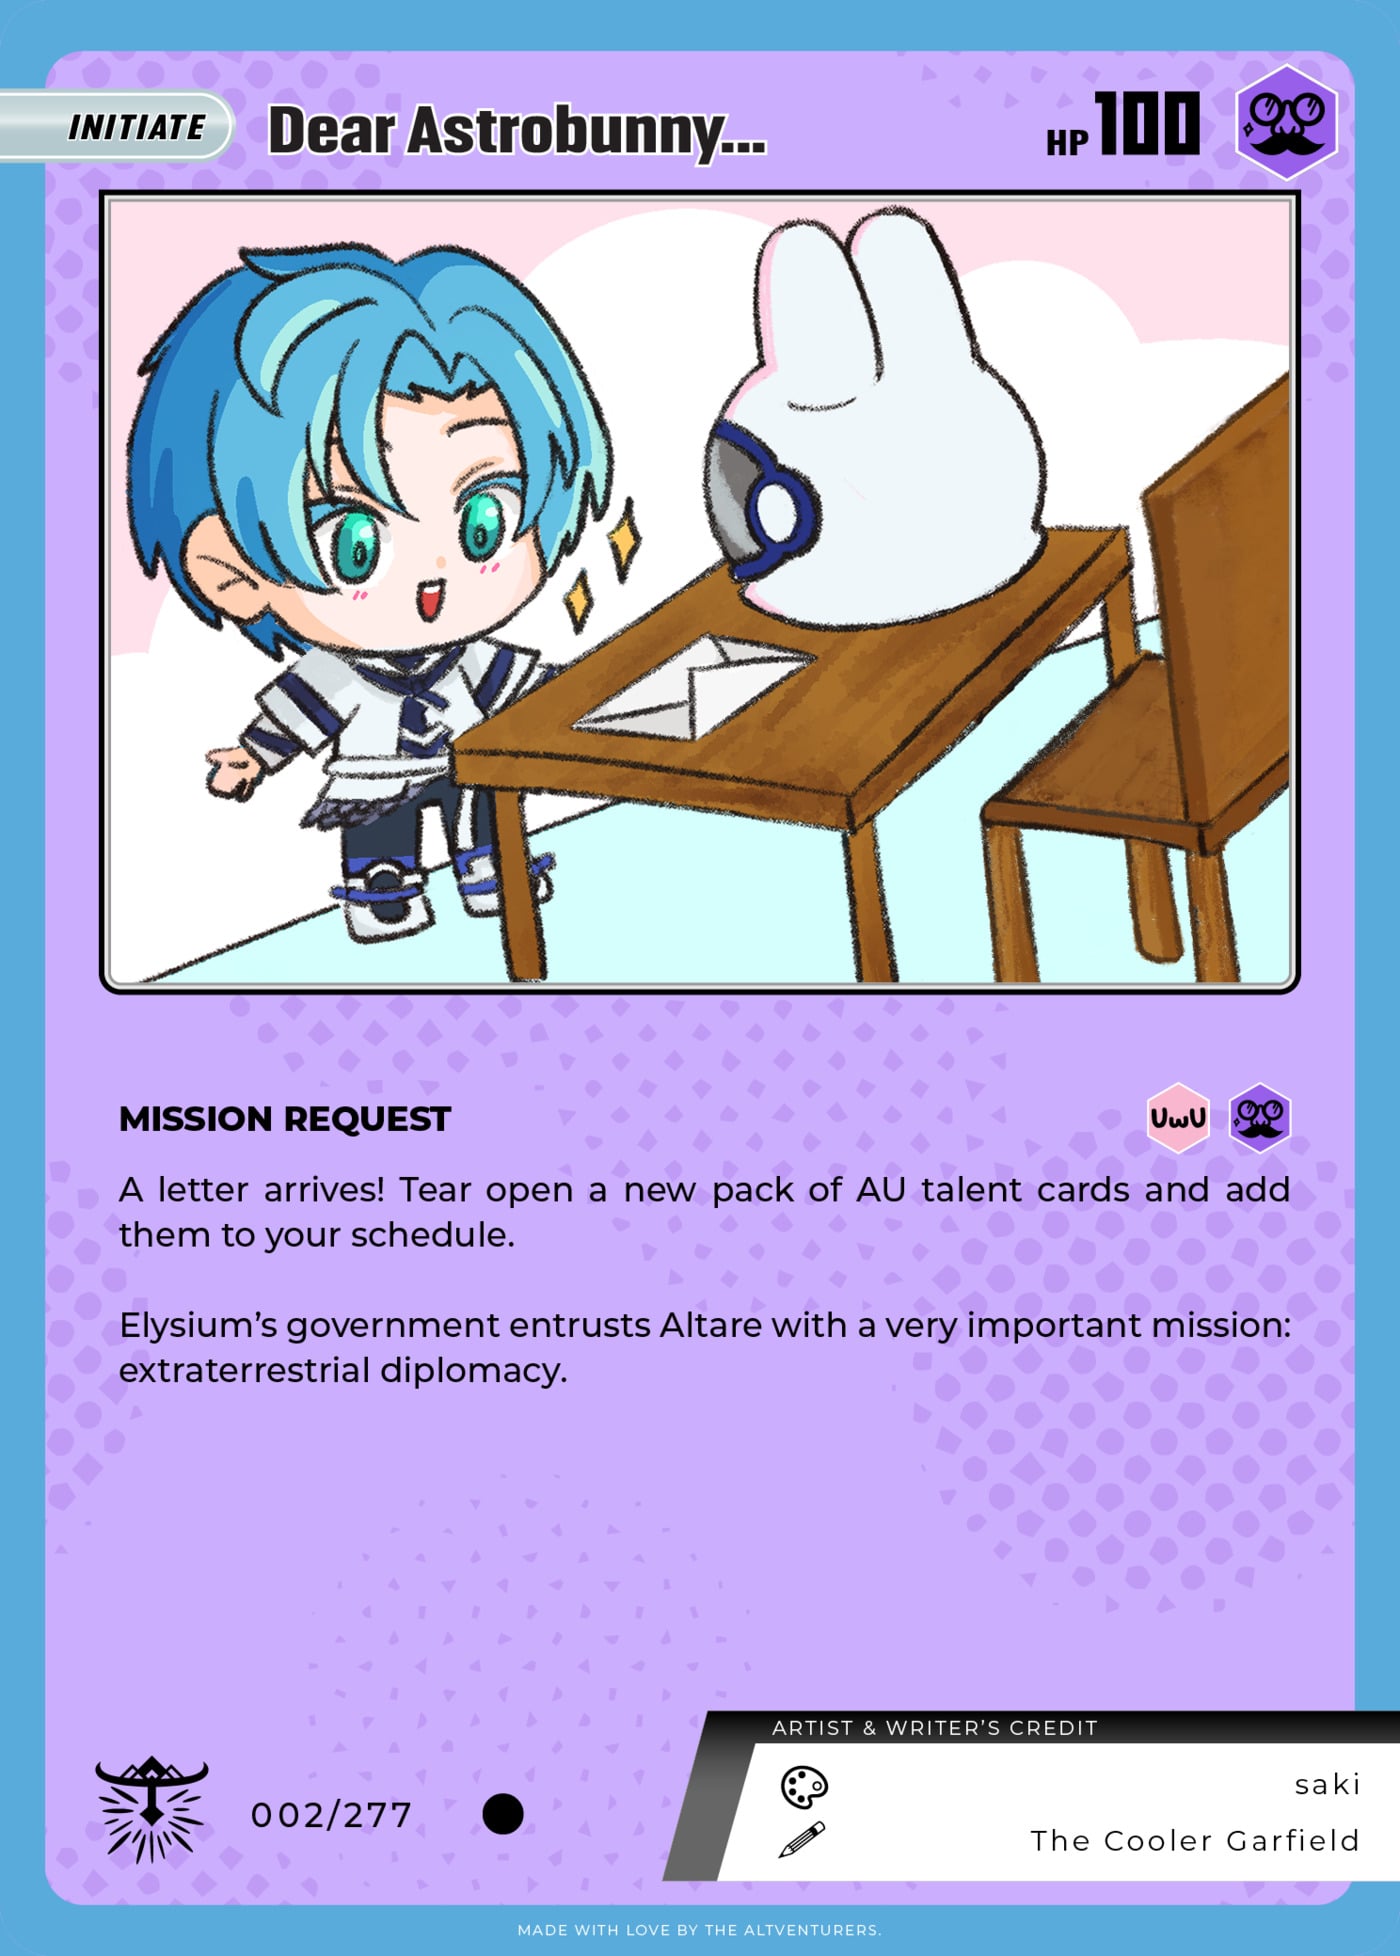 INITIATE
Dear Astrobunny...
HP 100
MISSION REQUEST
UwU
A letter arrives! Tear open a new pack of AU talent cards and add
them to your schedule.
Elysium’s government entrusts Altare with a very important mission:
extraterrestrial diplomacy.
ARTIST & WRITER’S CREDIT
saki
The Cooler Garfield
002/277
MADE WITH LOVE BY THE ALTVENTURERS.